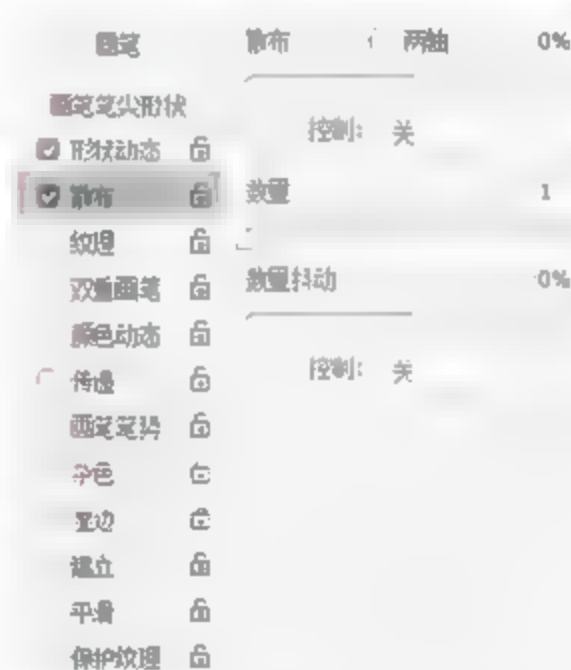 画笔
画笔笔尖形状
形状动态
散布
纹理
双重画笔
颜色动态
传递
画笔笔势
杂色
湿边
建立
平滑
保护纹理
散布 两轴 0%
控制: 关
数量 1
数量抖动 0%
控制: 关